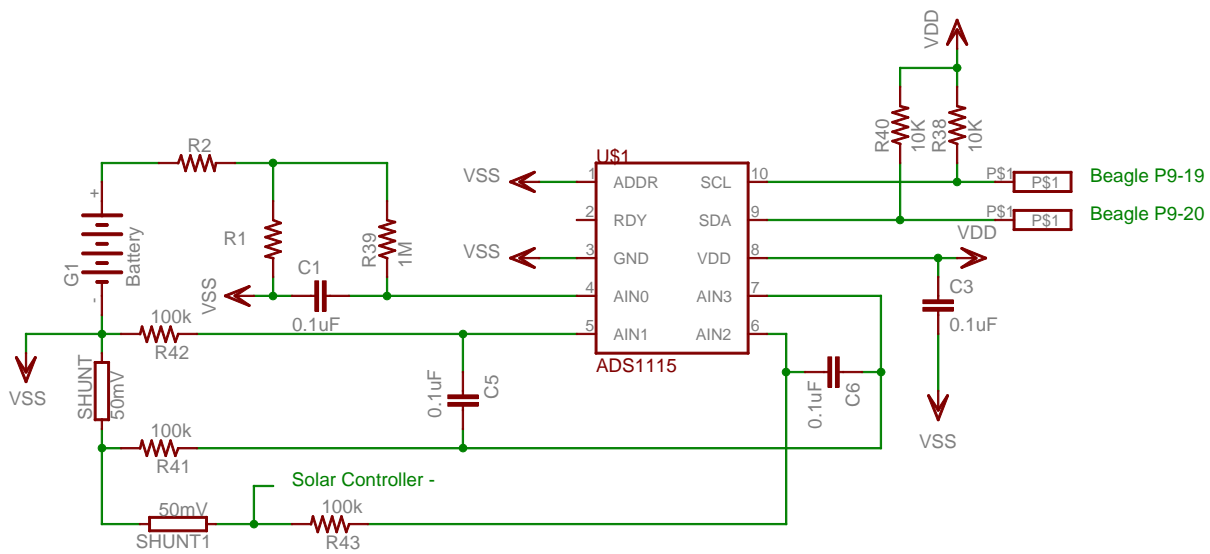 VDD
R40
10K
R38
10K
U$1
R2
VSS
1
ADDR
SCL
10
P$1
P$1
Beagle P9-19
2
RDY
SDA
9
P$1
P$1
Beagle P9-20
+
G1
Battery
-
R1
R39
1M
VSS
3
GND
VDD
8
VDD
C1
0.1uF
VSS
4
AIN0
AIN3
7
C3
0.1uF
100k
R42
5
AIN1
AIN2
6
ADS1115
VSS
SHUNT
50mV
0.1uF
C5
0.1uF
C6
VSS
100k
R41
Solar Controller -
50mV
SHUNT1
100k
R43